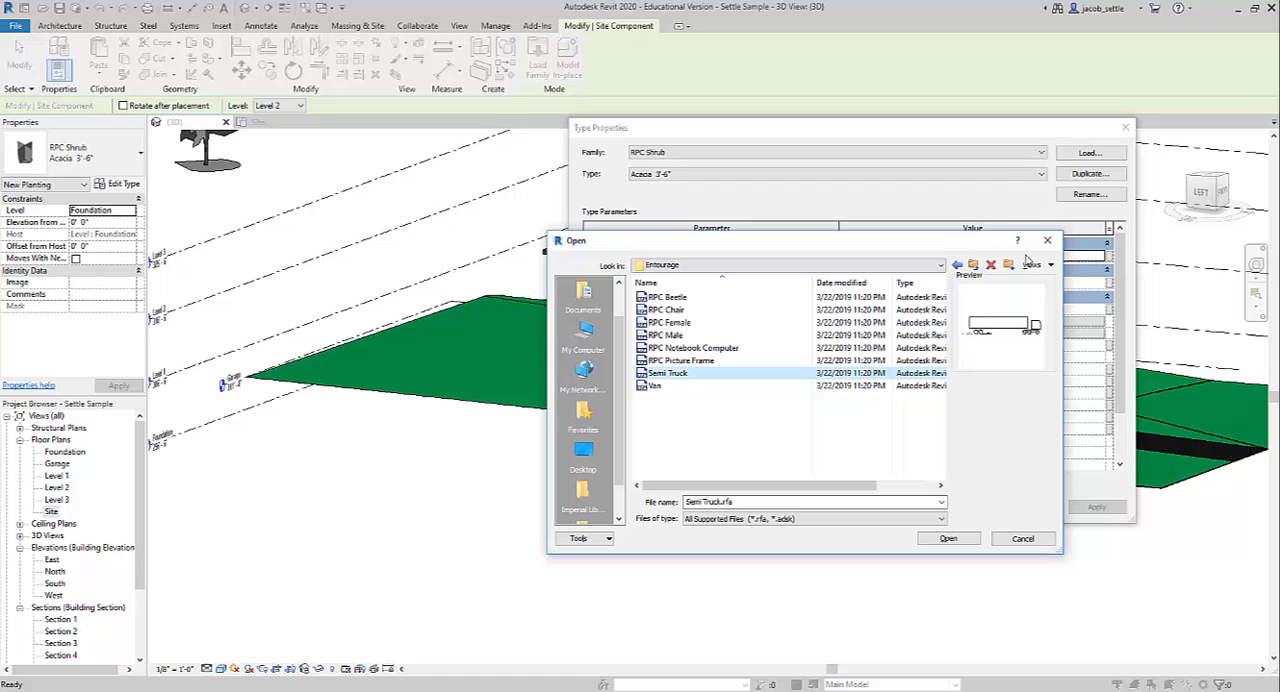 Autodesk Revit 2020 - Educational Version - Settle Sample - 3D View: {3D}
jacob_settle
File Architecture Structure Steel Systems Insert Annotate Analyze Massing & Site Collaborate View Manage Add-Ins Modify | Site Component
Modify
Paste
Cope
Cut
Join
Load Family
Model In-place
Select Properties Clipboard Geometry Modify View Measure Create Mode
Modify | Site Component
Rotate after placement
Level: Level 2
Properties
RPC Shrub
Acacia 3'-6"
New Planting
Edit Type
Constraints
Level Foundation
Elevation from ... 0' 0"
Host Level : Foundation
Offset from Host 0' 0"
Moves With Ne...
Identity Data
Image
Comments
Mark
Properties help
Apply
Project Browser - Settle Sample
Views (all)
Structural Plans
Floor Plans
Foundation
Garage
Level 1
Level 2
Level 3
Site
Ceiling Plans
3D Views
Elevations (Building Elevation
East
North
South
West
Sections (Building Section)
Section 1
Section 2
Section 3
Section 4
{3D}
Site
Garage
Foundation
LEFT
Type Properties
Family: RPC Shrub
Load...
Type: Acacia 3'-6"
Duplicate...
Rename...
Type Parameters
Parameter Value
Apply
Open
Look in: Entourage
Views
Documents
My Computer
My Network...
Favorites
Desktop
Imperial Lib...
Name Date modified Type
RPC Beetle 3/22/2019 11:20 PM Autodesk Revi
RPC Chair 3/22/2019 11:20 PM Autodesk Revi
RPC Female 3/22/2019 11:20 PM Autodesk Revi
RPC Male 3/22/2019 11:20 PM Autodesk Revi
RPC Notebook Computer 3/22/2019 11:20 PM Autodesk Revi
RPC Picture Frame 3/22/2019 11:20 PM Autodesk Revi
Semi Truck 3/22/2019 11:20 PM Autodesk Revi
Van 3/22/2019 11:20 PM Autodesk Revi
Preview
File name: Semi Truck.rfa
Files of type: All Supported Files (*.rfa, *.adsk)
Tools
Open
Cancel
1/8" = 1'-0"
Ready
:0
Main Model
:0